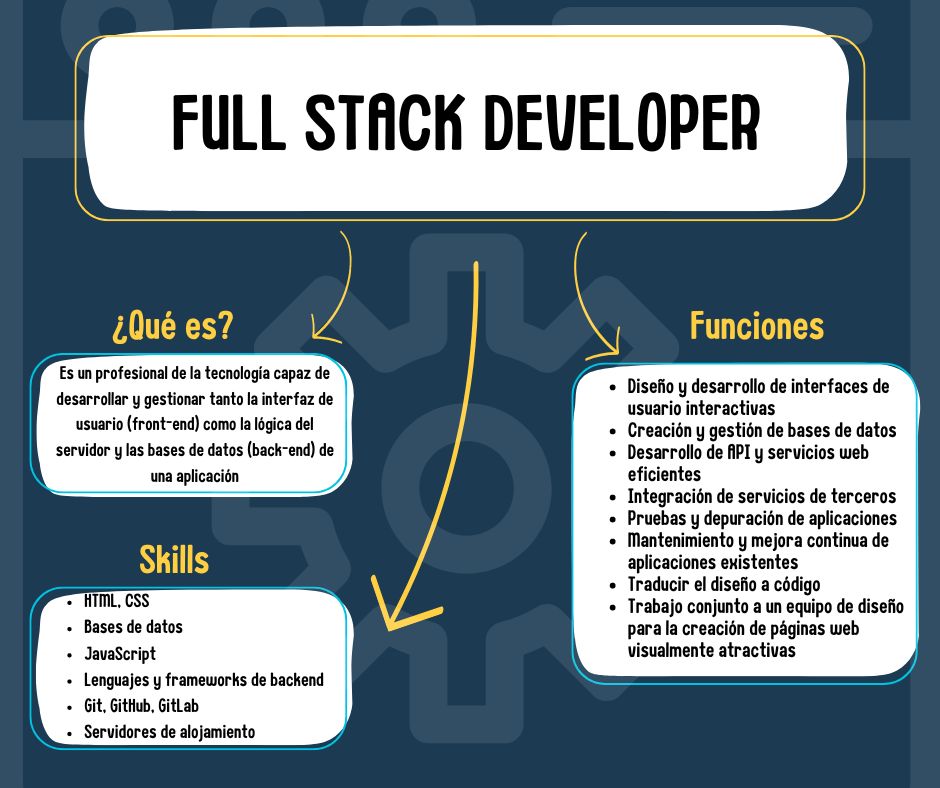 FULL STACK DEVELOPER
¿Qué es?
Es un profesional de la tecnología capaz de
desarrollar y gestionar tanto la interfaz de
usuario (front-end) como la lógica del
servidor y las bases de datos (back-end) de
una aplicación
Skills
• HTML, CSS
• Bases de datos
• JavaScript
• Lenguajes y frameworks de backend
• Git, GitHub, GitLab
• Servidores de alojamiento
Funciones
• Diseño y desarrollo de interfaces de
usuario interactivas
• Creación y gestión de bases de datos
• Desarrollo de API y servicios web
eficientes
• Integración de servicios de terceros
• Pruebas y depuración de aplicaciones
• Mantenimiento y mejora continua de
aplicaciones existentes
• Traducir el diseño a código
• Trabajo conjunto a un equipo de diseño
para la creación de páginas web
visualmente atractivas